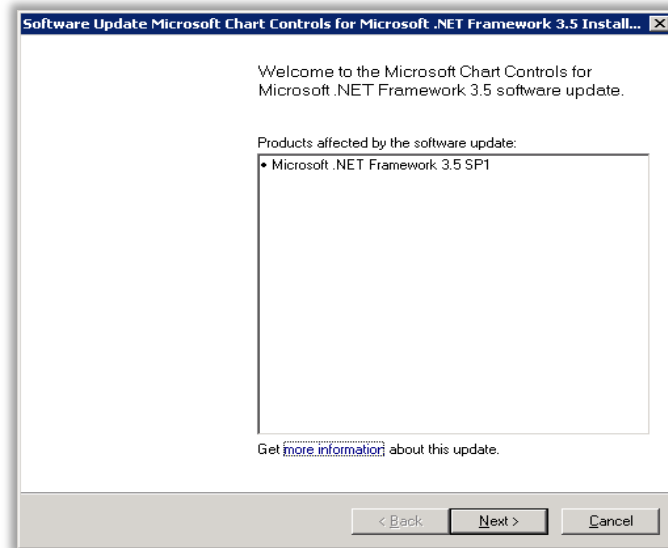 Software Update Microsoft Chart Controls for Microsoft .NET Framework 3.5 Install...
Welcome to the Microsoft Chart Controls for
Microsoft .NET Framework 3.5 software update.
Products affected by the software update:
• Microsoft .NET Framework 3.5 SP1
Get more information about this update.
< Back Next > Cancel